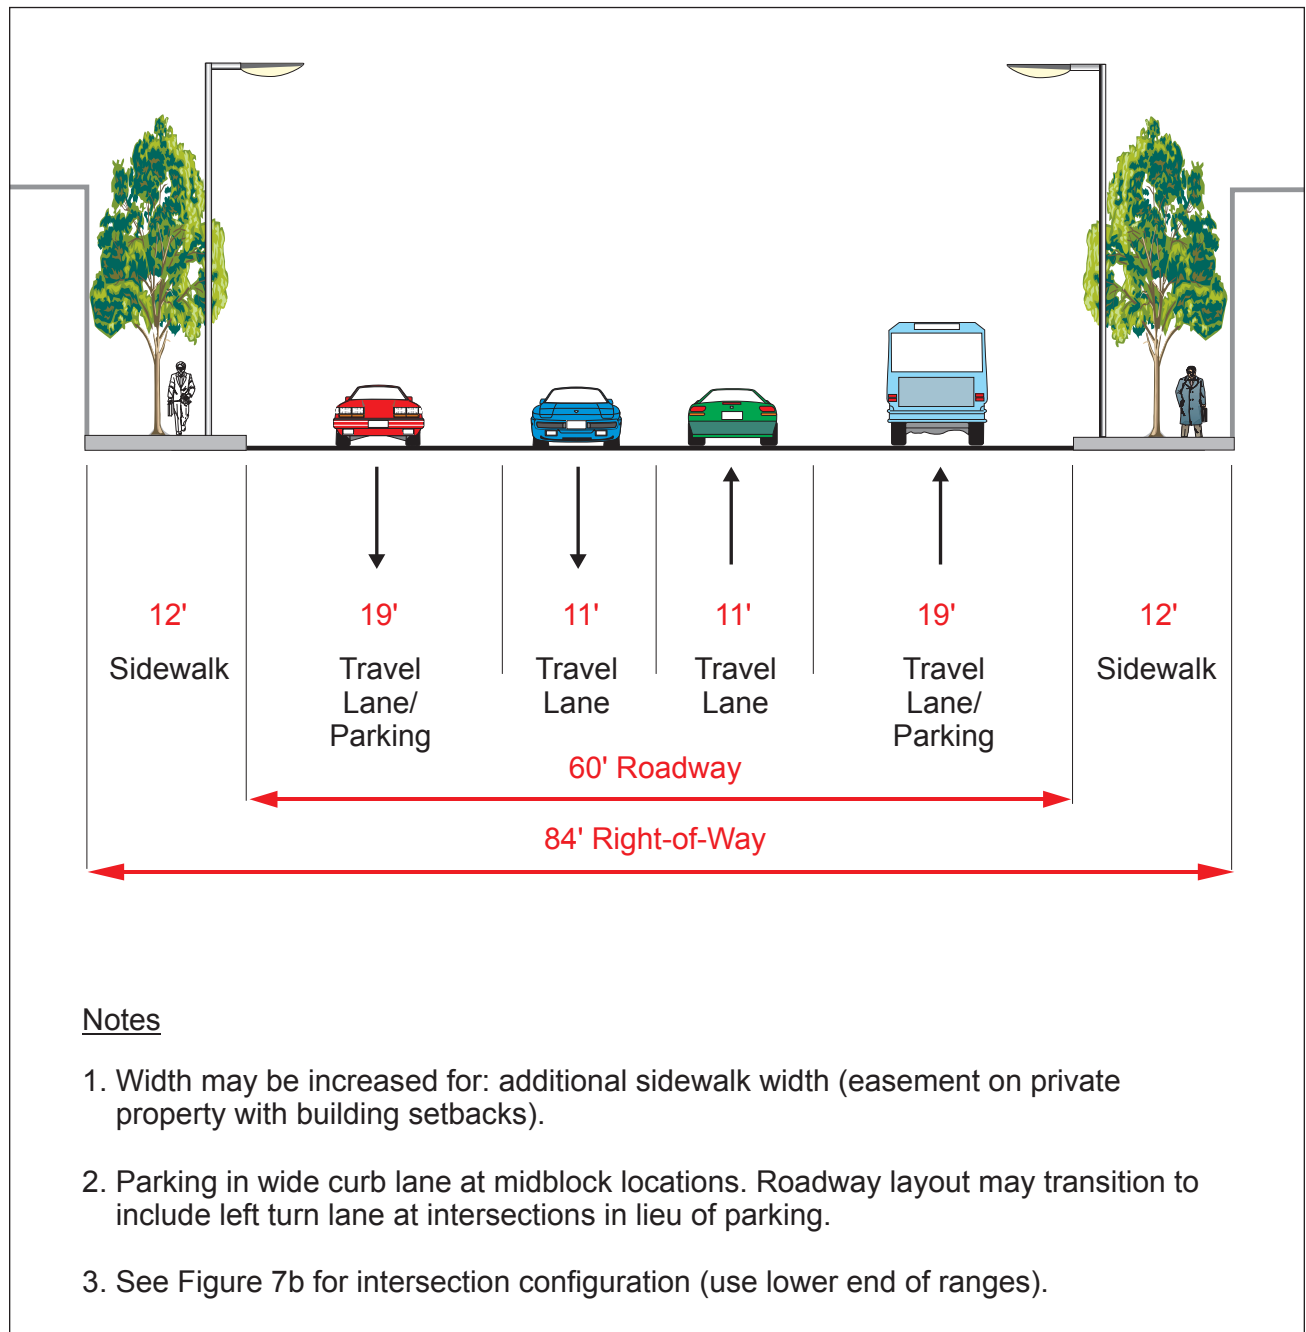 12' 19' 11' 11' 19' 12'
Sidewalk Travel Travel Travel Travel Sidewalk
Lane/ Lane Lane Lane/
Parking Parking
60' Roadway
84' Right-of-Way
Notes
1. Width may be increased for: additional sidewalk width (easement on private
property with building setbacks).
2. Parking in wide curb lane at midblock locations. Roadway layout may transition to
include left turn lane at intersections in lieu of parking.
3. See Figure 7b for intersection configuration (use lower end of ranges).